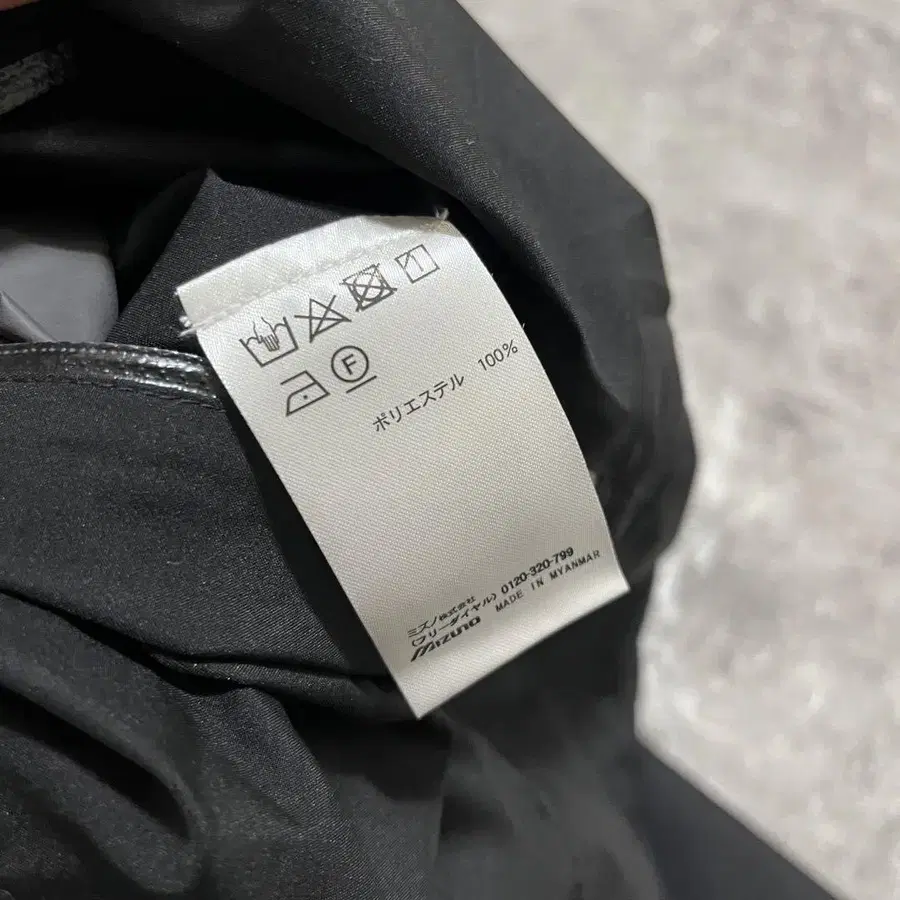 F
ポリエステル 100%
ミズノ株式会社
(フリーダイヤル) 0120-320-799
MIZUNO MADE IN MYANMAR